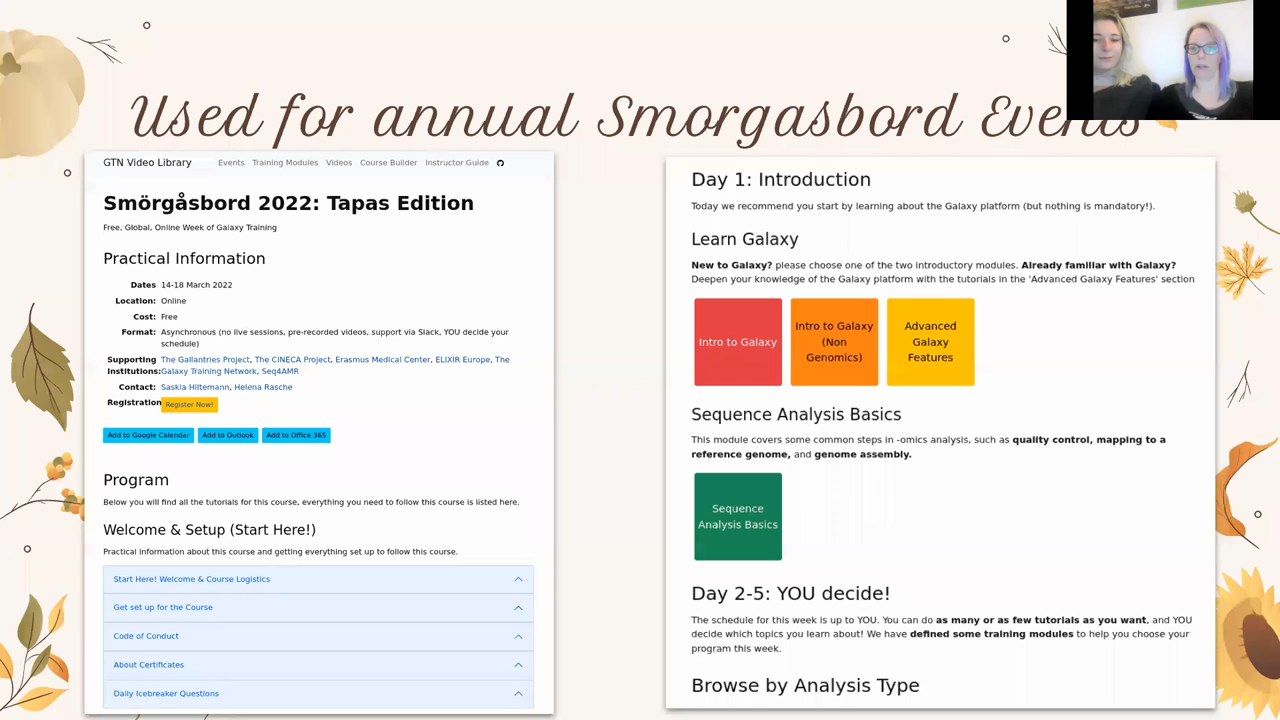 Used for annual Smorgasbord Events
GTN Video Library Events Training Modules Videos Course Builder Instructor Guide
Smörgåsbord 2022: Tapas Edition
Free, Global, Online Week of Galaxy Training
Practical Information
Dates 14-18 March 2022
Location: Online
Cost: Free
Format: Asynchronous (no live sessions, pre-recorded videos, support via Slack, YOU decide your
schedule)
Supporting The Gallantries Project, The CINECA Project, Erasmus Medical Center, ELIXIR Europe, The
Institutions: Galaxy Training Network, Seq4AMR
Contact: Saskia Hiltemann, Helena Rasche
Registration Register Now!
Add to Google Calendar Add to Outlook Add to Office 365
Program
Below you will find all the tutorials for this course, everything you need to follow this course is listed here.
Welcome & Setup (Start Here!)
Practical information about this course and getting everything set up to follow this course.
Start Here! Welcome & Course Logistics
Get set up for the Course
Code of Conduct
About Certificates
Daily Icebreaker Questions
Day 1: Introduction
Today we recommend you start by learning about the Galaxy platform (but nothing is mandatory!).
Learn Galaxy
New to Galaxy? please choose one of the two introductory modules. Already familiar with Galaxy?
Deepen your knowledge of the Galaxy platform with the tutorials in the 'Advanced Galaxy Features' section
Intro to Galaxy
Intro to Galaxy
(Non
Genomics)
Advanced
Galaxy
Features
Sequence Analysis Basics
This module covers some common steps in -omics analysis, such as quality control, mapping to a
reference genome, and genome assembly.
Sequence
Analysis Basics
Day 2-5: YOU decide!
The schedule for this week is up to YOU. You can do as many or as few tutorials as you want, and YOU
decide which topics you learn about! We have defined some training modules to help you choose your
program this week.
Browse by Analysis Type